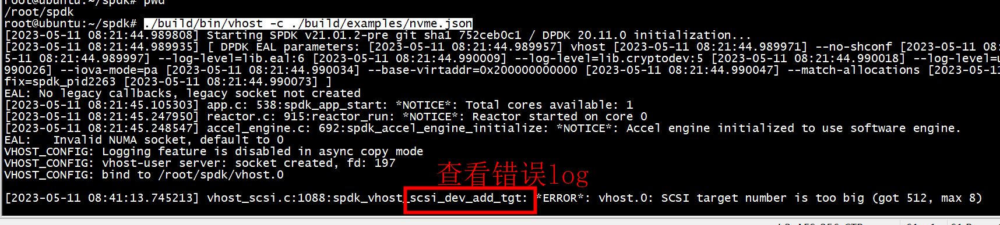 root@ubuntu:~/spdk# pwd
/root/spdk
root@ubuntu:~/spdk# ./build/bin/vhost -c ./build/examples/nvme.json
[2023-05-11 08:21:44.989808] Starting SPDK v21.01.2-pre git sha1 752ceb0c1 / DPDK 20.11.0 initialization...
[2023-05-11 08:21:44.989935] [ DPDK EAL parameters: [2023-05-11 08:21:44.989957] vhost [2023-05-11 08:21:44.989971] --no-shconf [2023-05-11 08:
5-11 08:21:44.989997] --log-level=lib.eal:6 [2023-05-11 08:21:44.990009] --log-level=lib.cryptodev:5 [2023-05-11 08:21:44.990018] --log-level=u
990026] --iova-mode=pa [2023-05-11 08:21:44.990034] --base-virtaddr=0x200000000000 [2023-05-11 08:21:44.990047] --match-allocations [2023-05-11
fix=spdk_pid2263 [2023-05-11 08:21:44.990073] ]
EAL: No legacy callbacks, legacy socket not created
[2023-05-11 08:21:45.105303] app.c: 538:spdk_app_start: *NOTICE*: Total cores available: 1
[2023-05-11 08:21:45.247950] reactor.c: 915:reactor_run: *NOTICE*: Reactor started on core 0
[2023-05-11 08:21:45.248547] accel_engine.c: 692:spdk_accel_engine_initialize: *NOTICE*: Accel engine initialized to use software engine.
EAL:   Invalid NUMA socket, default to 0
VHOST_CONFIG: Logging feature is disabled in async copy mode
VHOST_CONFIG: vhost-user server: socket created, fd: 197
VHOST_CONFIG: bind to /root/spdk/vhost.0
查看错误log
[2023-05-11 08:41:13.745213] vhost_scsi.c:1088:spdk_vhost_scsi_dev_add_tgt: *ERROR*: vhost.0: SCSI target number is too big (got 512, max 8)